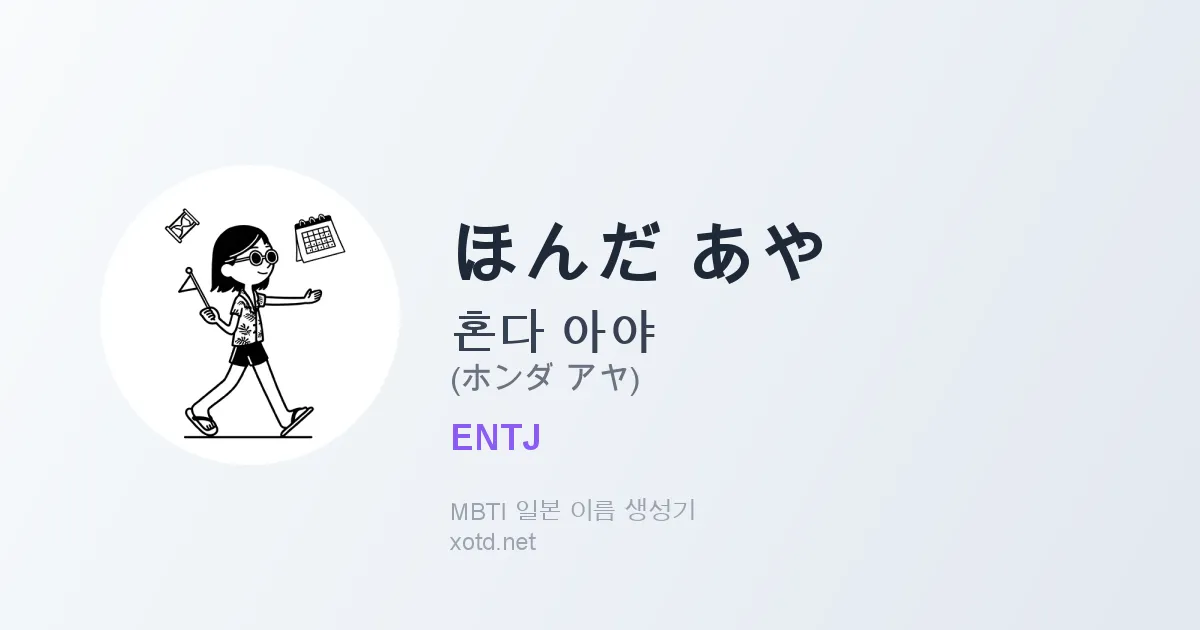 ほんだ あや
혼다 아야
(ホンダ アヤ)
ENTJ
MBTI 일본 이름 생성기
xotd.net